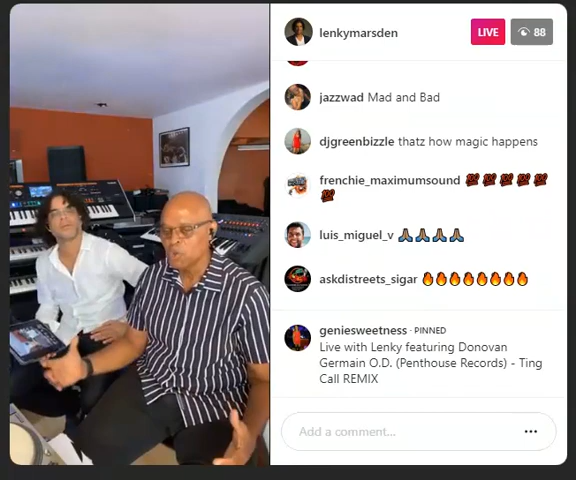 lenkymarsden
LIVE
88
jazzwad Mad and Bad
djgreenbizzle thatz how magic happens
frenchie_maximumsound 💯 💯 💯 💯 💯
💯
luis_miguel_v 🙏🏽 🙏🏽 🙏🏽 🙏🏽
askdistreets_sigar 🔥🔥🔥🔥🔥🔥🔥🔥
geniesweetness · PINNED
Live with Lenky featuring Donovan
Germain O.D. (Penthouse Records) - Ting
Call REMIX
Add a comment...